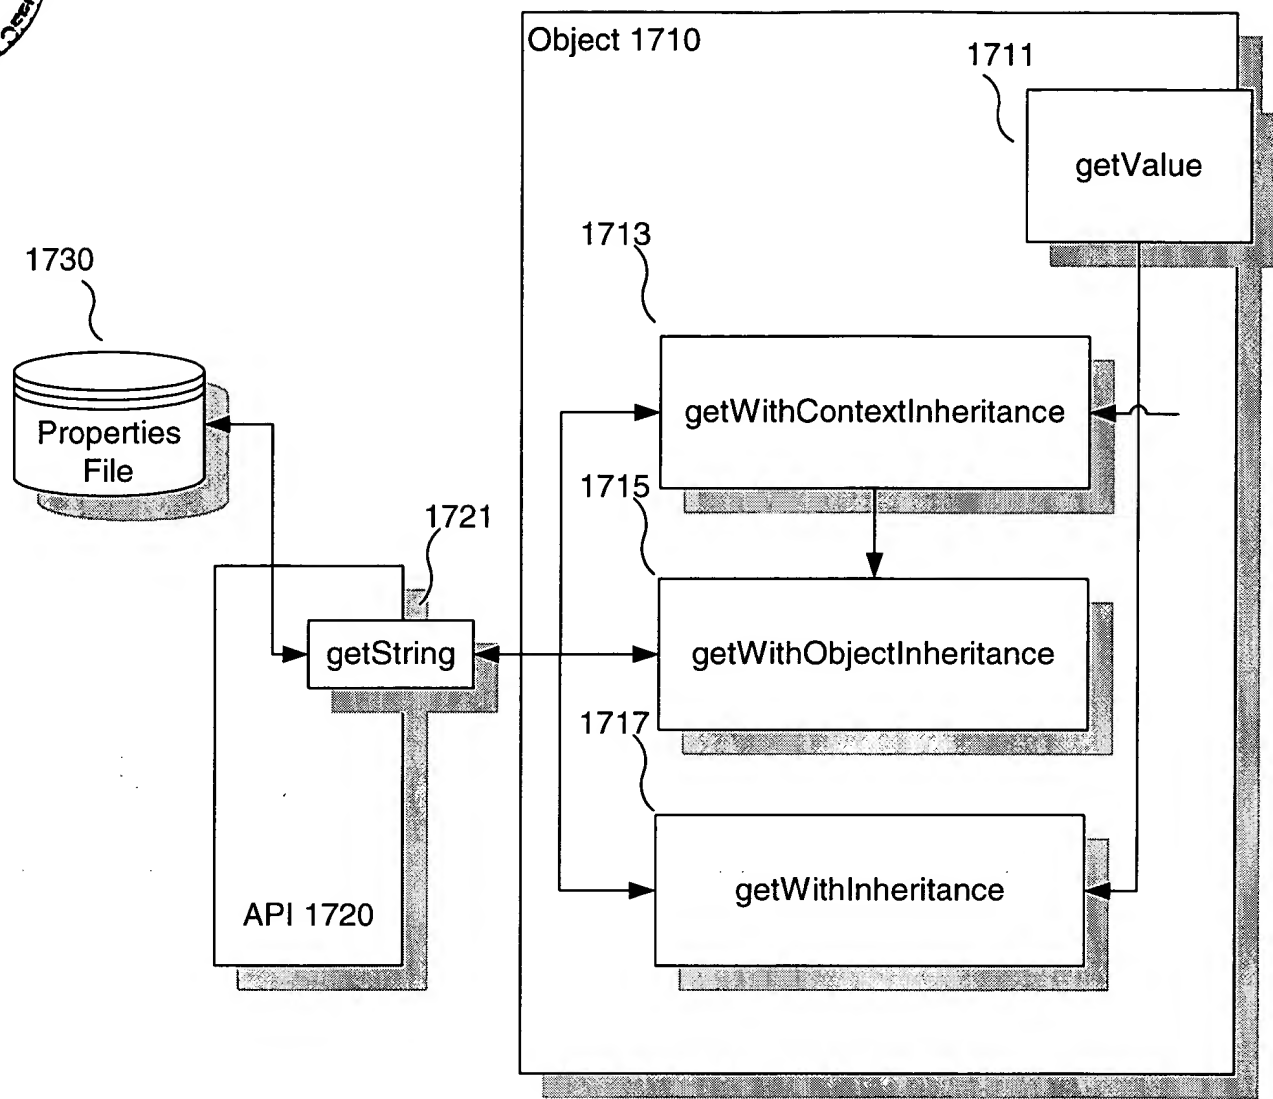 Object 1710
1711
getValue
1713
1730
getWithContextInheritance
Properties
File
1715
1721
getString
getWithObjectInheritance
1717
getWithInheritance
API 1720